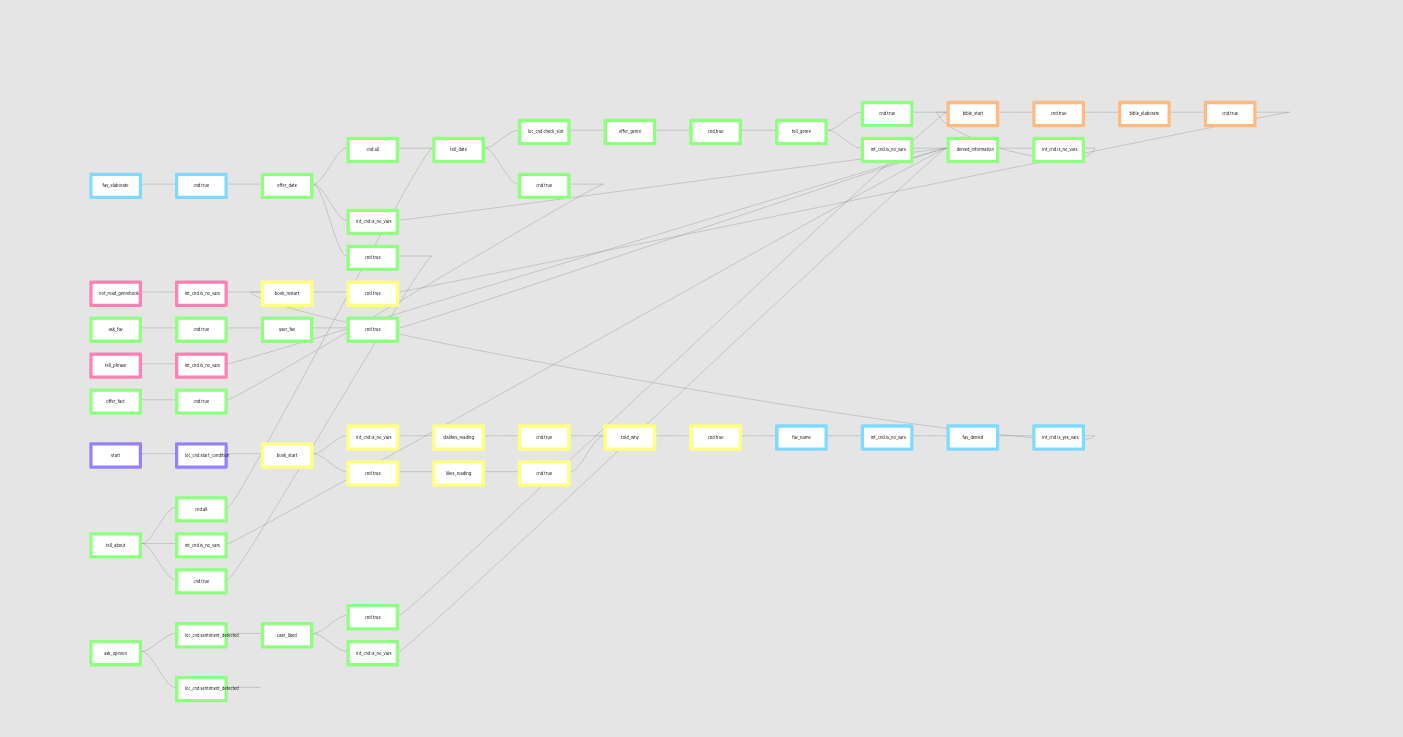 cnd.true
bible_start
cnd.true
bible_elaborate
cnd.true
loc_cnd.check_slot
offer_genre
cnd.true
tell_genre
cnd.all
tell_date
int_cnd.is_no_vars
denied_information
int_cnd.is_no_vars
fav_elaborate
cnd.true
offer_date
cnd.true
int_cnd.is_no_vars
cnd.true
not_read_genrebook
int_cnd.is_no_vars
book_restart
cnd.true
ask_fav
cnd.true
user_fav
cnd.true
tell_phrase
int_cnd.is_no_vars
offer_fact
cnd.true
int_cnd.is_no_vars
dislikes_reading
cnd.true
told_why
cnd.true
fav_name
int_cnd.is_no_vars
fav_denied
int_cnd.is_yes_vars
start
loc_cnd.start_condition
book_start
cnd.true
likes_reading
cnd.true
cnd.all
tell_about
int_cnd.is_no_vars
cnd.true
cnd.true
loc_cnd.sentiment_detected
user_liked
ask_opinion
int_cnd.is_no_vars
loc_cnd.sentiment_detected